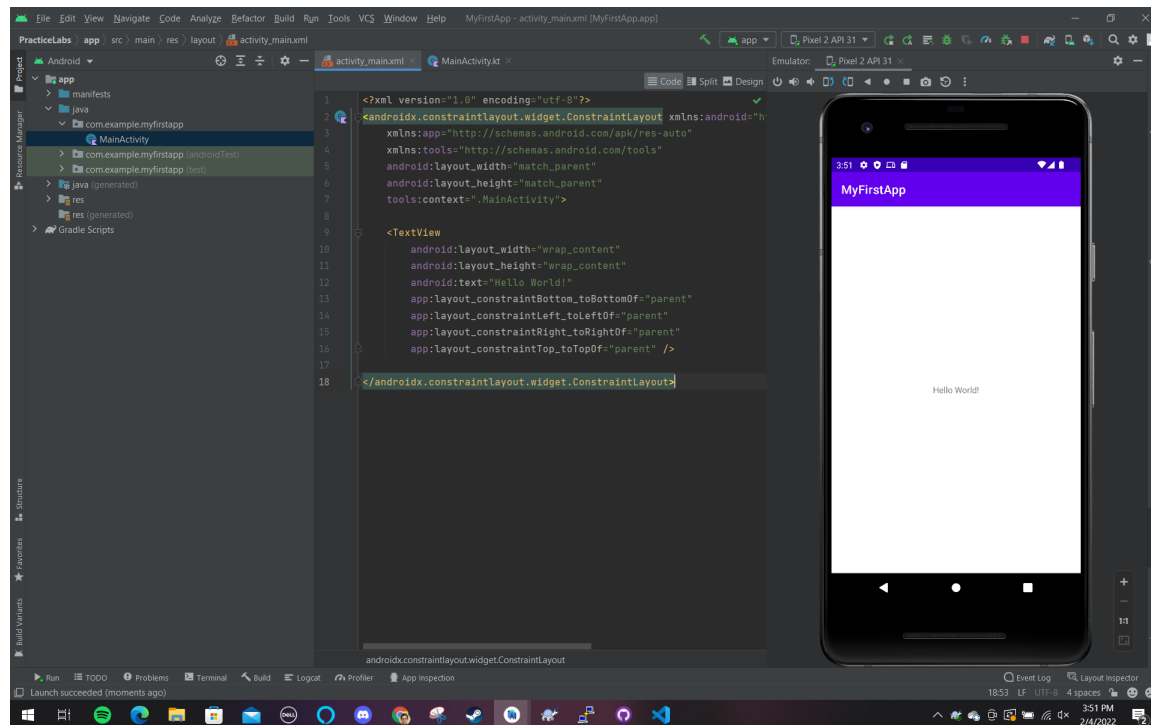 File Edit View Navigate Code Analyze Refactor Build Run Tools VCS Window Help MyFirstApp - activity_main.xml [MyFirstApp.app]
PracticeLabs app src main res layout activity_main.xml
app Pixel 2 API 31
Android
activity_main.xml MainActivity.kt
Emulator: Pixel 2 API 31
Code Split Design
Project
Resource Manager
Structure
Favorites
Build Variants
app
manifests
java
com.example.myfirstapp
MainActivity
com.example.myfirstapp (androidTest)
com.example.myfirstapp (test)
java (generated)
res
res (generated)
Gradle Scripts
1 <?xml version="1.0" encoding="utf-8"?>
2 <androidx.constraintlayout.widget.ConstraintLayout xmlns:android="h
3 xmlns:app="http://schemas.android.com/apk/res-auto"
4 xmlns:tools="http://schemas.android.com/tools"
5 android:layout_width="match_parent"
6 android:layout_height="match_parent"
7 tools:context=".MainActivity">
8
9 <TextView
10 android:layout_width="wrap_content"
11 android:layout_height="wrap_content"
12 android:text="Hello World!"
13 app:layout_constraintBottom_toBottomOf="parent"
14 app:layout_constraintLeft_toLeftOf="parent"
15 app:layout_constraintRight_toRightOf="parent"
16 app:layout_constraintTop_toTopOf="parent" />
17
18 </androidx.constraintlayout.widget.ConstraintLayout>
androidx.constraintlayout.widget.ConstraintLayout
3:51
MyFirstApp
Hello World!
1:1
Run TODO Problems Terminal Build Logcat Profiler App Inspection
Event Log Layout Inspector
Launch succeeded (moments ago)
18:53 LF UTF-8 4 spaces
DELL
3:51 PM
2/4/2022
2